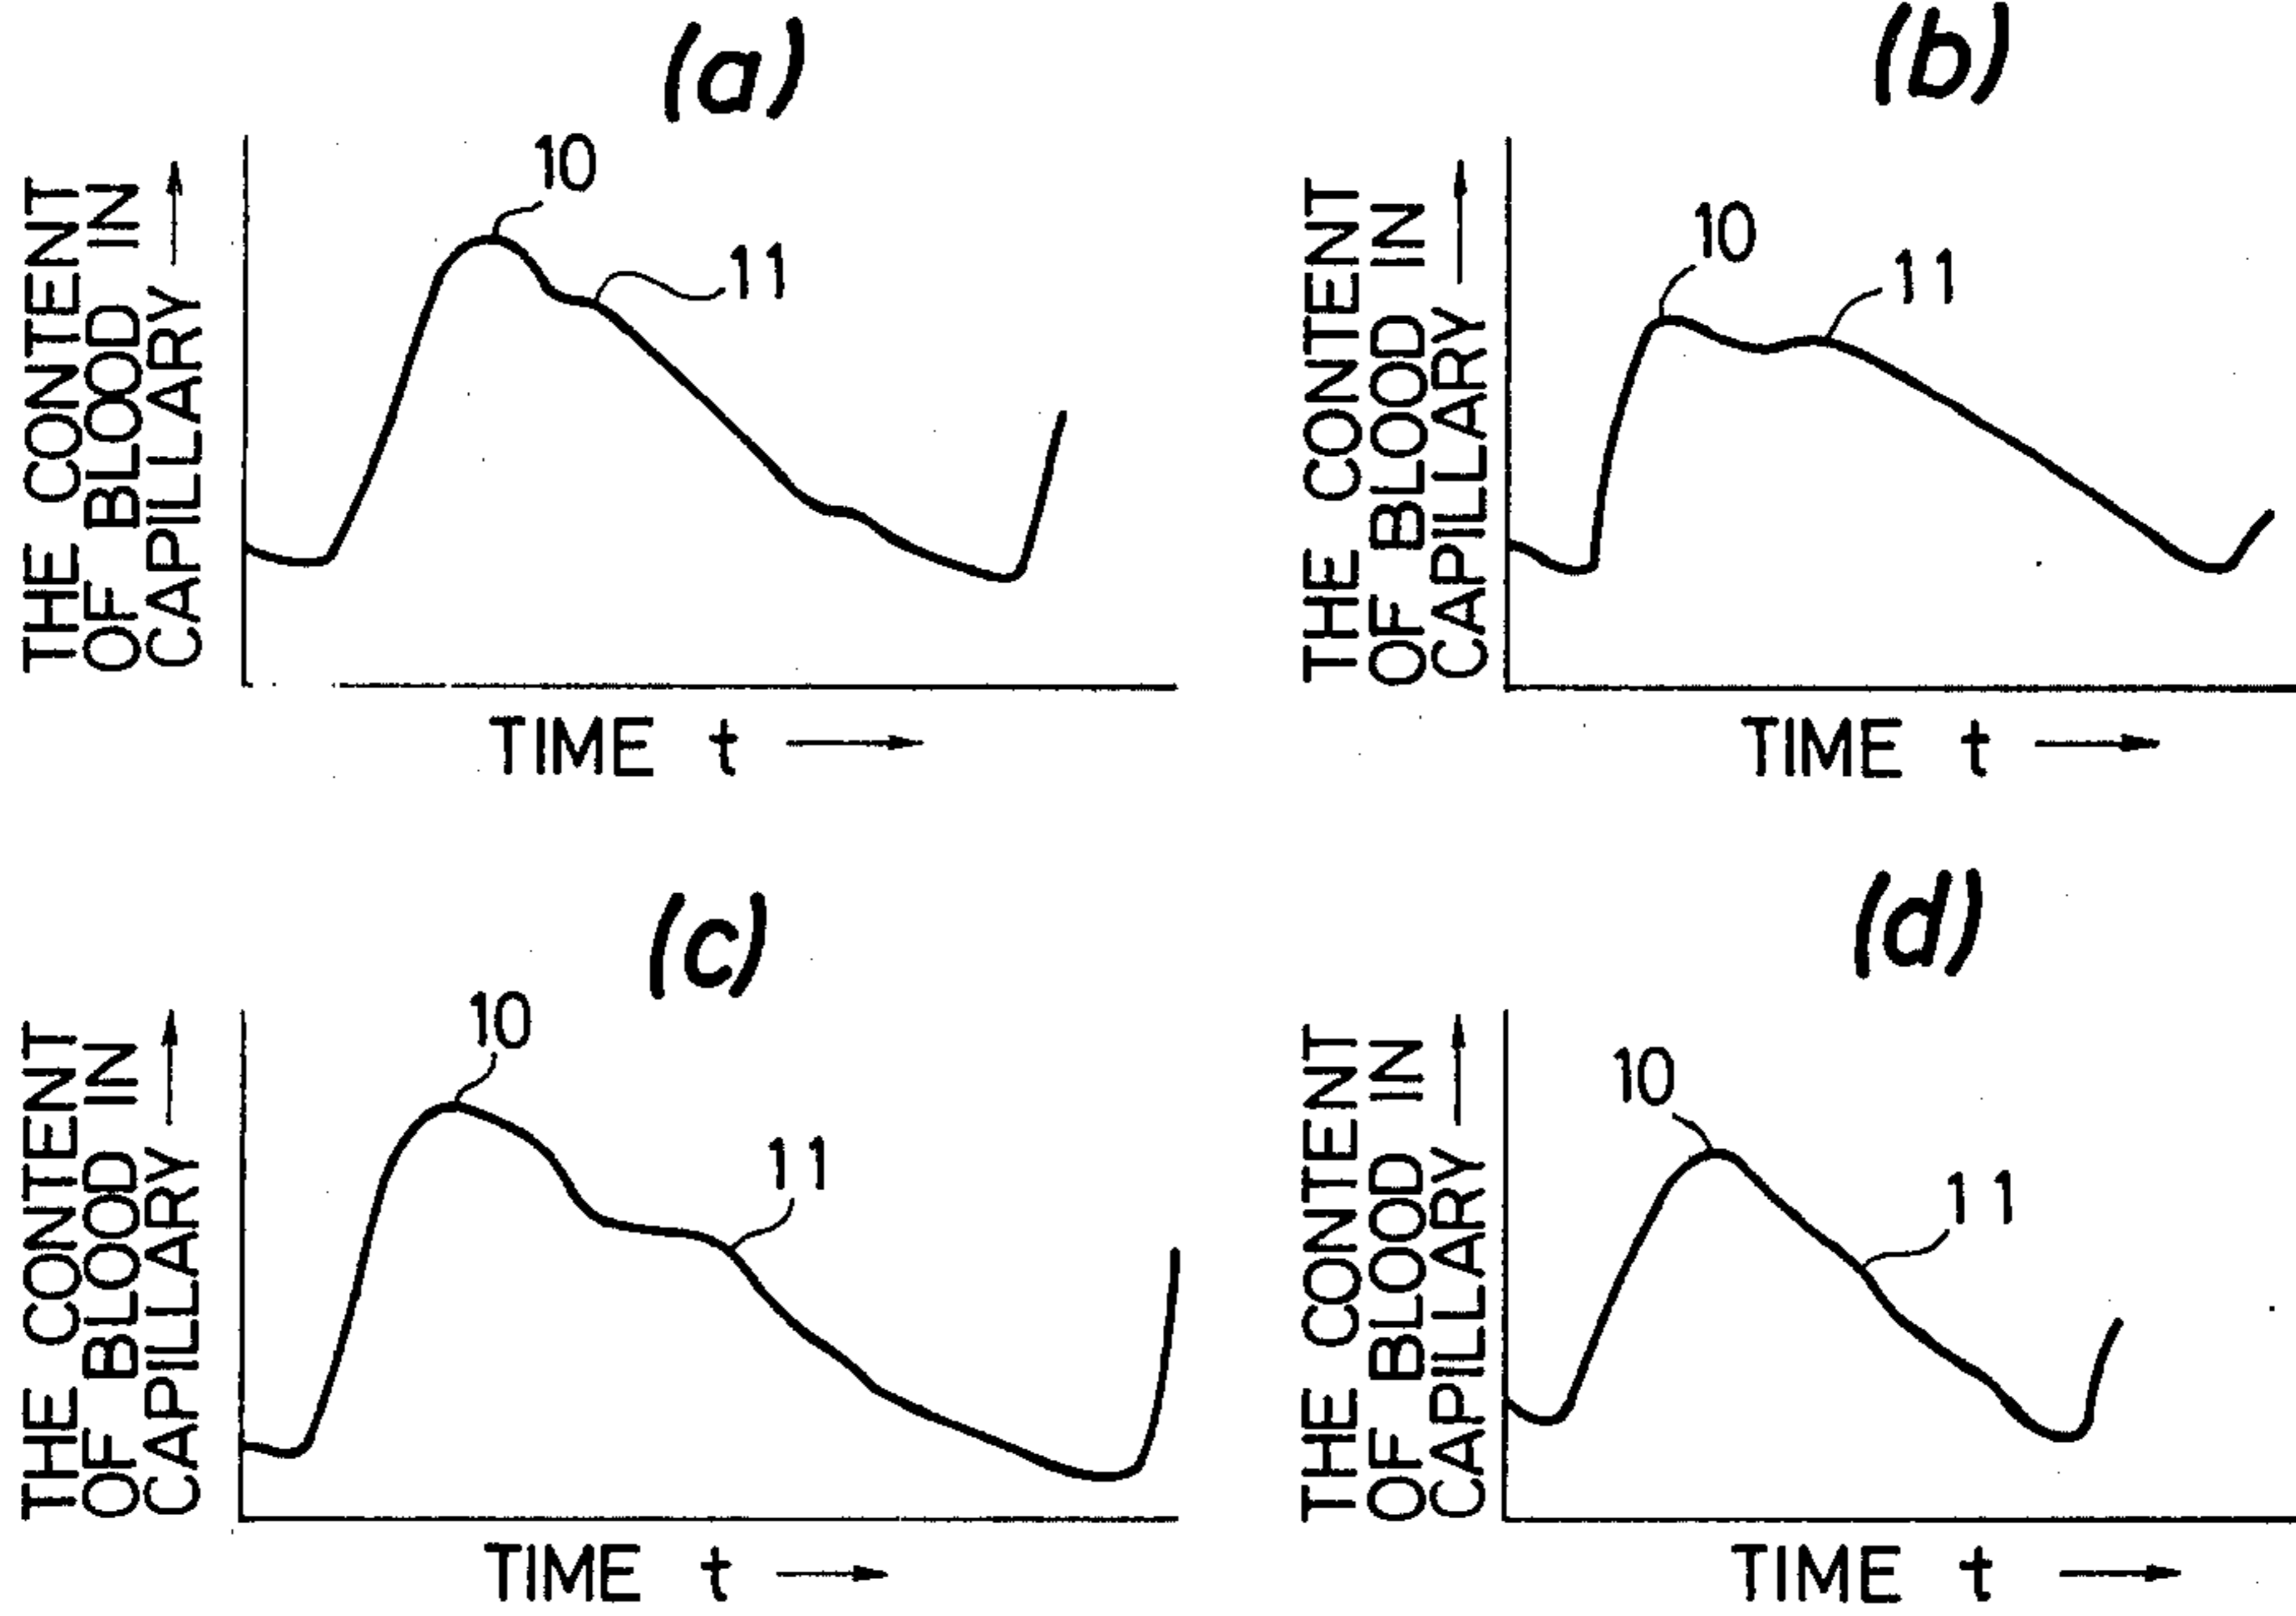 (a)
10
11
THE CONTENT
OF BLOOD IN
CAPILLARY
TIME t
(b)
10
11
THE CONTENT
OF BLOOD IN
CAPILLARY
TIME t
(c)
10
11
THE CONTENT
OF BLOOD IN
CAPILLARY
TIME t
(d)
10
11
THE CONTENT
OF BLOOD IN
CAPILLARY
TIME t